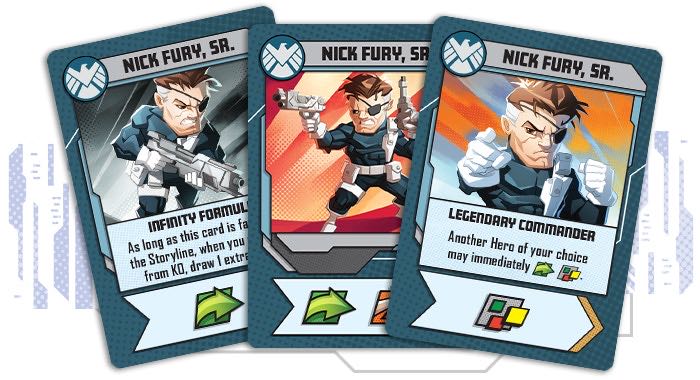 NICK FURY, SR.
INFINITY FORMUL
As long as this card is fa
the Storyline, when you
from KO, draw 1 extra
NICK FURY, SR
NICK FURY, SR.
LEGENDARY COMMANDER
Another Hero of your choice
may immediately